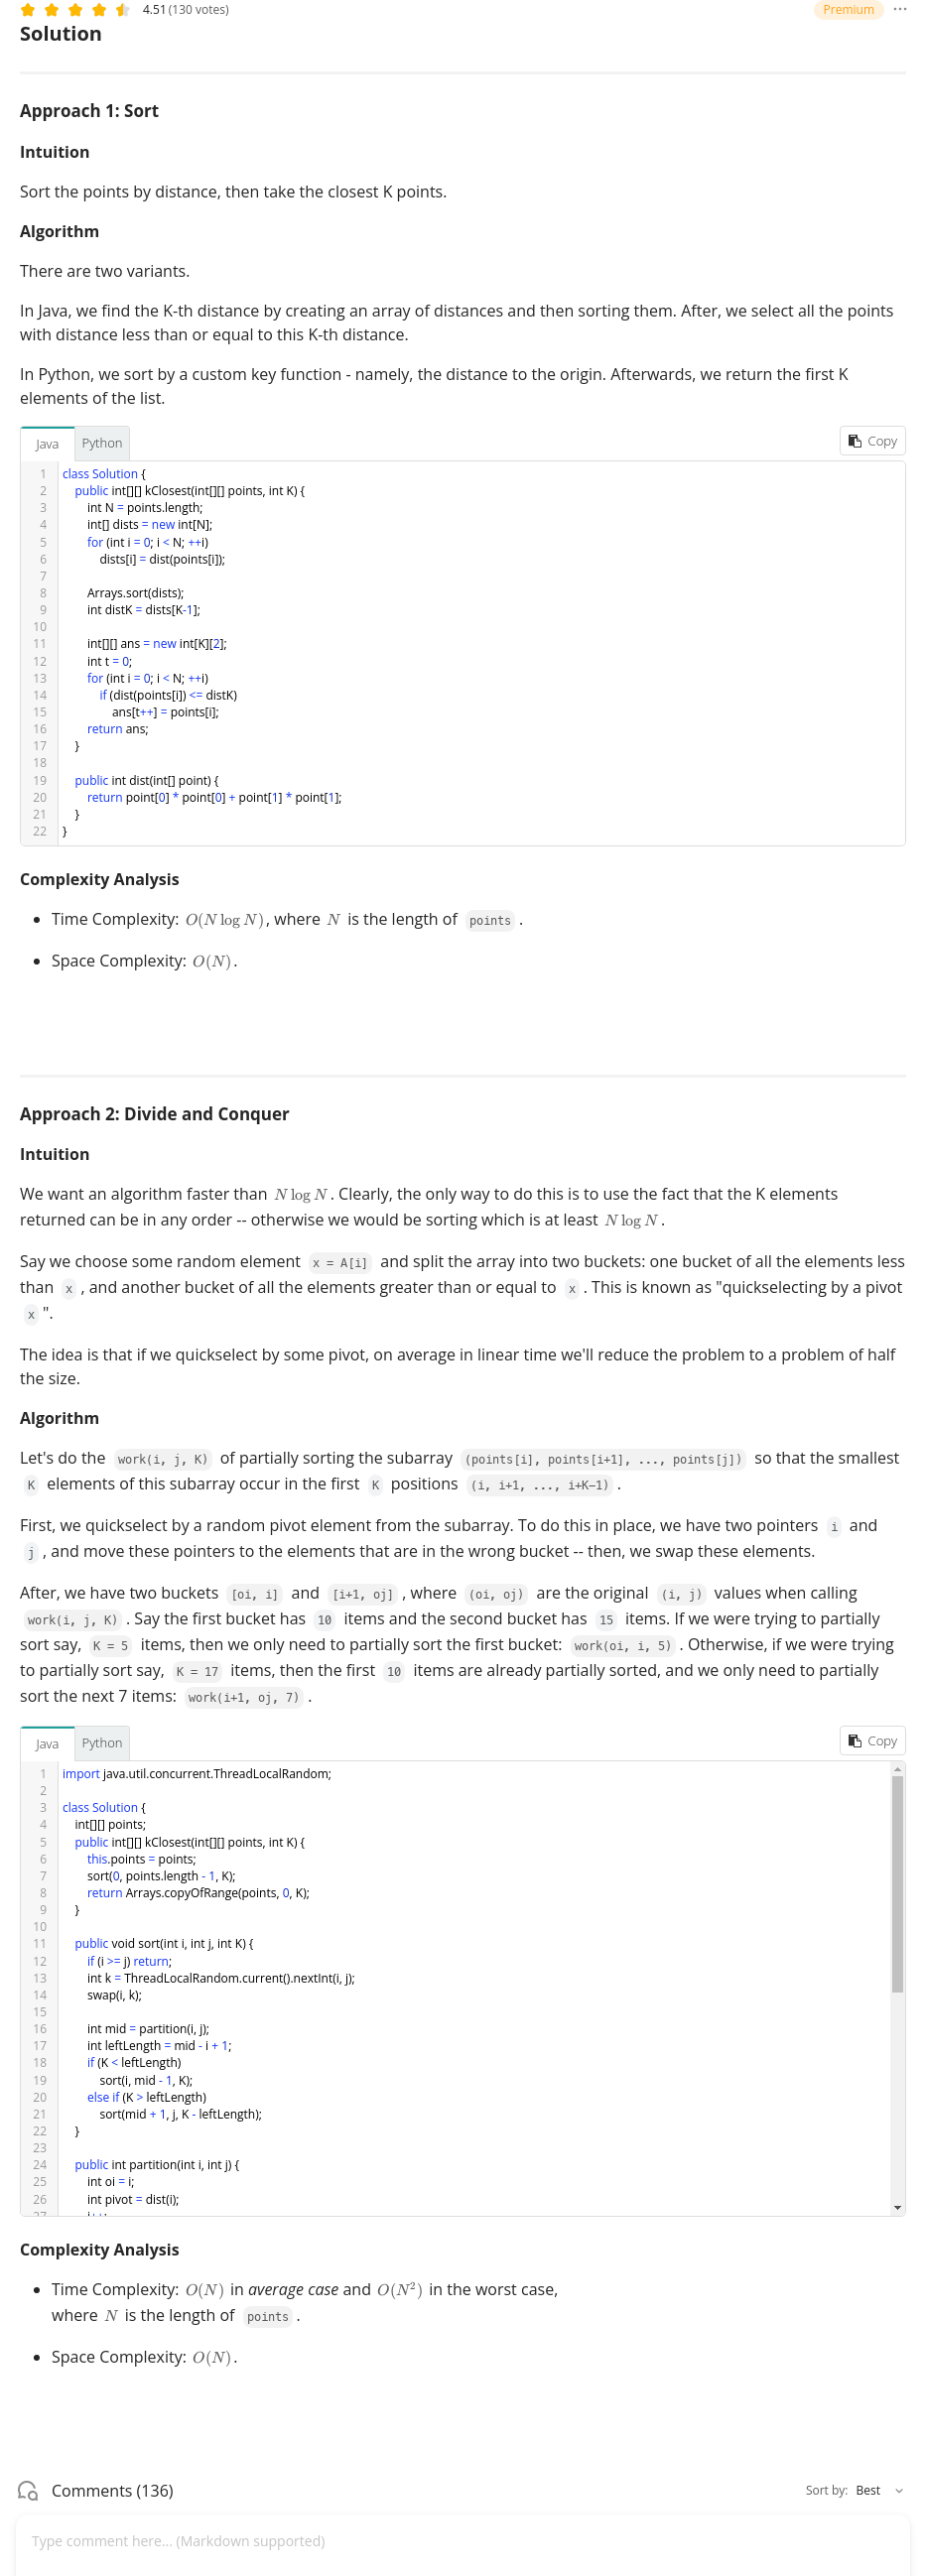 4.51 (130 votes)
Premium
Solution
Approach 1: Sort
Intuition
Sort the points by distance, then take the closest K points.
Algorithm
There are two variants.
In Java, we find the K-th distance by creating an array of distances and then sorting them. After, we select all the points
with distance less than or equal to this K-th distance.
In Python, we sort by a custom key function - namely, the distance to the origin. Afterwards, we return the first K
elements of the list.
Java Python Copy
1 class Solution {
2 public int[][] kClosest(int[][] points, int K) {
3 int N = points.length;
4 int[] dists = new int[N];
5 for (int i = 0; i < N; ++i)
6 dists[i] = dist(points[i]);
7
8 Arrays.sort(dists);
9 int distK = dists[K-1];
10
11 int[][] ans = new int[K][2];
12 int t = 0;
13 for (int i = 0; i < N; ++i)
14 if (dist(points[i]) <= distK)
15 ans[t++] = points[i];
16 return ans;
17 }
18
19 public int dist(int[] point) {
20 return point[0] * point[0] + point[1] * point[1];
21 }
22 }
Complexity Analysis
• Time Complexity: O(N log N), where N is the length of points .
• Space Complexity: O(N).
Approach 2: Divide and Conquer
Intuition
We want an algorithm faster than N log N. Clearly, the only way to do this is to use the fact that the K elements
returned can be in any order -- otherwise we would be sorting which is at least N log N.
Say we choose some random element x = A[i] and split the array into two buckets: one bucket of all the elements less
than x , and another bucket of all the elements greater than or equal to x . This is known as "quickselecting by a pivot
x ".
The idea is that if we quickselect by some pivot, on average in linear time we'll reduce the problem to a problem of half
the size.
Algorithm
Let's do the work(i, j, K) of partially sorting the subarray (points[i], points[i+1], ..., points[j]) so that the smallest
K elements of this subarray occur in the first K positions (i, i+1, ..., i+K-1) .
First, we quickselect by a random pivot element from the subarray. To do this in place, we have two pointers i and
j , and move these pointers to the elements that are in the wrong bucket -- then, we swap these elements.
After, we have two buckets [oi, i] and [i+1, oj] , where (oi, oj) are the original (i, j) values when calling
work(i, j, K) . Say the first bucket has 10 items and the second bucket has 15 items. If we were trying to partially
sort say, K = 5 items, then we only need to partially sort the first bucket: work(oi, i, 5) . Otherwise, if we were trying
to partially sort say, K = 17 items, then the first 10 items are already partially sorted, and we only need to partially
sort the next 7 items: work(i+1, oj, 7) .
Java Python Copy
1 import java.util.concurrent.ThreadLocalRandom;
2
3 class Solution {
4 int[][] points;
5 public int[][] kClosest(int[][] points, int K) {
6 this.points = points;
7 sort(0, points.length - 1, K);
8 return Arrays.copyOfRange(points, 0, K);
9 }
10
11 public void sort(int i, int j, int K) {
12 if (i >= j) return;
13 int k = ThreadLocalRandom.current().nextInt(i, j);
14 swap(i, k);
15
16 int mid = partition(i, j);
17 int leftLength = mid - i + 1;
18 if (K < leftLength)
19 sort(i, mid - 1, K);
20 else if (K > leftLength)
21 sort(mid + 1, j, K - leftLength);
22 }
23
24 public int partition(int i, int j) {
25 int oi = i;
26 int pivot = dist(i);
Complexity Analysis
• Time Complexity: O(N) in average case and O(N²) in the worst case,
where N is the length of points .
• Space Complexity: O(N).
Comments (136)
Sort by: Best
Type comment here... (Markdown supported)